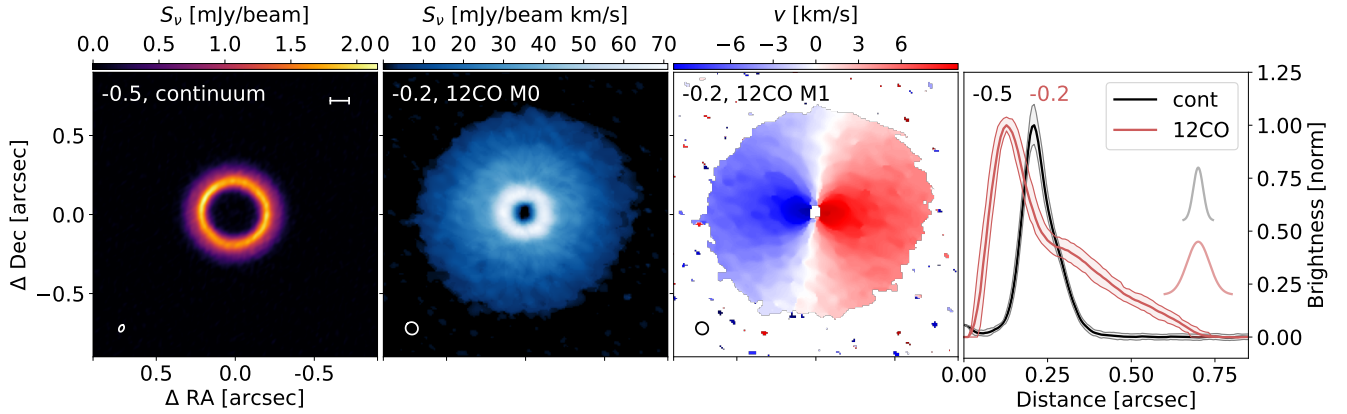 Sν [mJy/beam]
0.0 0.5 1.0 1.5 2.0
-0.5, continuum
0.5
0.0
−0.5
Δ Dec [arcsec]
0.5 0.0 -0.5
Δ RA [arcsec]
Sν [mJy/beam km/s]
0 10 20 30 40 50 60 70
-0.2, 12CO M0
v [km/s]
−6 −3 0 3 6
-0.2, 12CO M1
-0.5 -0.2
cont
12CO
1.25
1.00
0.75
0.50
0.25
0.00
Brightness [norm]
0.00 0.25 0.50 0.75
Distance [arcsec]